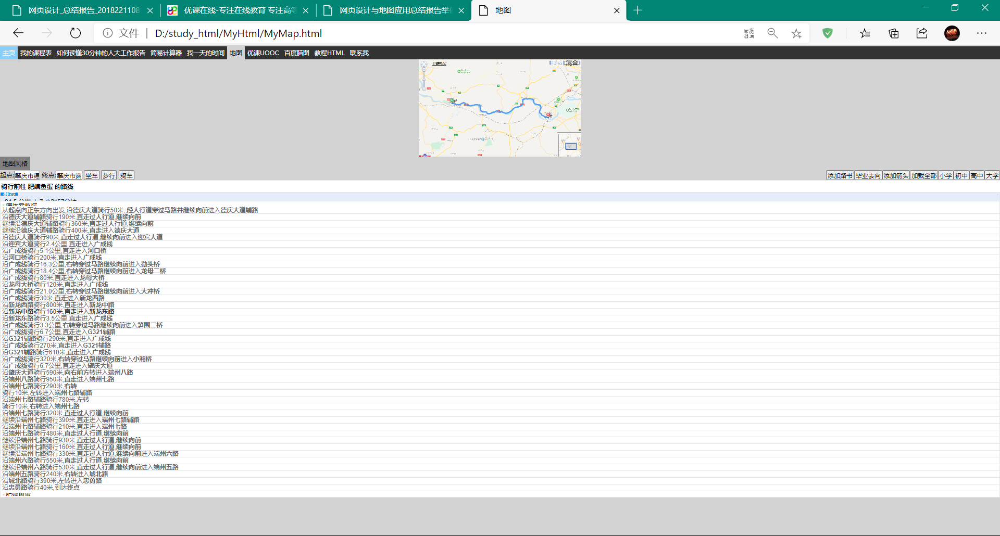 网页设计_总结报告_2018221108
优课在线-专注在线教育 专注高等
网页设计与地图应用总结报告举例
地图
文件
D:/study_html/MyHtml/MyMap.html
主页 我的课程表 如何读懂30分钟的人大工作报告 简易计算器 我一天的时间 地图 优课UOOC 百度脑图 教程HTML 联系我
混合
地图风格
起点:肇庆市德 终点:肇庆市端 坐车 步行 骑车
添加路书 毕业去向 添加箭头 加载全部 小学 初中 高中 大学
骑行前往 肥姨鱼蛋 的路线
德庆县政府
从起点向正东方向出发,沿德庆大道骑行50米,,经人行道穿过马路并继续向前进入德庆大道辅路
沿德庆大道辅路骑行190米,直走过人行道,继续向前
继续沿德庆大道辅路骑行360米,直走过人行道,继续向前
继续沿德庆大道辅路骑行400米,直走进入德庆大道
沿德庆大道骑行90米,直走过人行道,继续向前进入迎宾大道
沿迎宾大道骑行2.4公里,直走进入广成线
沿广成线骑行5.1公里,直走进入河口桥
沿河口桥骑行200米,直走进入广成线
沿广成线骑行16.3公里,右转穿过马路继续向前进入勒头桥
沿广成线骑行18.4公里,右转穿过马路继续向前进入龙母二桥
沿广成线骑行80米,直走进入龙母大桥
沿龙母大桥骑行120米,直走进入广成线
沿广成线骑行21.0公里,右转穿过马路继续向前进入大冲桥
沿广成线骑行30米,直走进入新龙西路
沿新龙西路骑行800米,直走进入新龙中路
沿新龙中路骑行160米,直走进入新龙东路
沿新龙东路骑行3.5公里,直走进入广成线
沿广成线骑行3.3公里,右转穿过马路继续向前进入笋围二桥
沿广成线骑行6.7公里,直走进入G321辅路
沿G321辅路骑行290米,直走进入广成线
沿广成线骑行270米,直走进入G321辅路
沿G321辅路骑行610米,直走进入广成线
沿广成线骑行320米,右转穿过马路继续向前进入小湘桥
沿广成线骑行6.7公里,直走进入肇庆大道
沿肇庆大道骑行590米,向右前方转进入端州八路
沿端州八路骑行950米,直走进入端州七路
沿端州七路骑行290米,右转
骑行10米,左转进入端州七路辅路
沿端州七路辅路骑行780米,左转
骑行10米,右转进入端州七路
沿端州七路骑行320米,直走过人行道,继续向前
继续沿端州七路骑行390米,直走进入端州七路辅路
沿端州七路辅路骑行210米,直走进入端州七路
沿端州七路骑行480米,直走过人行道,继续向前
继续沿端州七路骑行930米,直走过人行道,继续向前
继续沿端州七路骑行160米,直走过人行道,继续向前
继续沿端州七路骑行330米,直走过人行道,继续向前进入端州六路
沿端州六路骑行550米,直走过人行道,继续向前
继续沿端州六路骑行530米,直走过人行道,继续向前进入端州五路
沿端州五路骑行240米,右转进入城北路
沿城北路骑行390米,左转进入忠勇路
沿忠勇路骑行40米,到达终点
肥姨鱼蛋